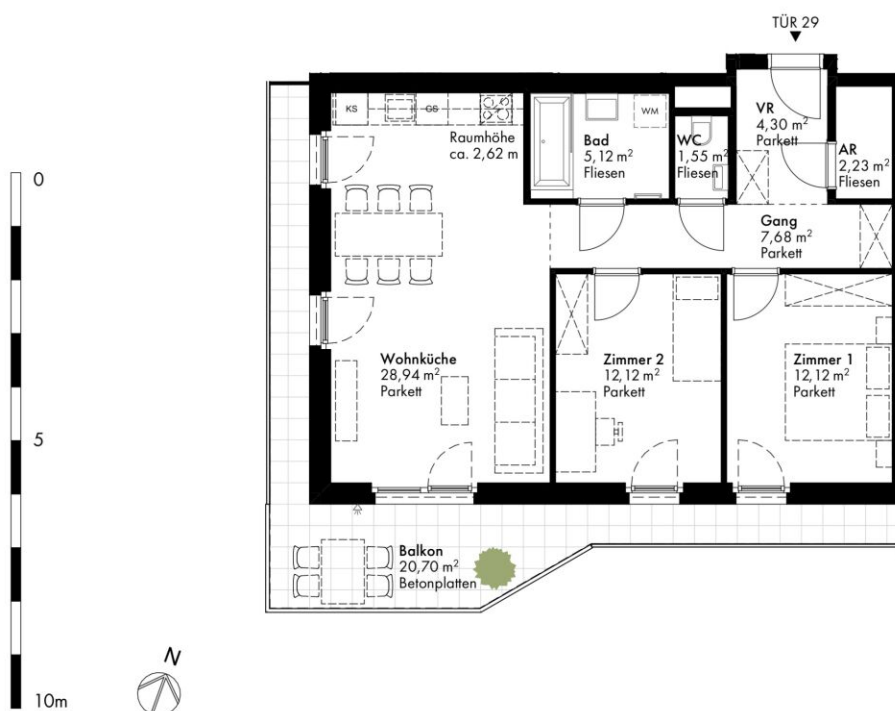 TÜR 29
KS
GS
WM
Raumhöhe
ca. 2,62 m
Bad
5,12 m²
Fliesen
WC
1,55 m²
Fliesen
VR
4,30 m²
Parkett
AR
2,23 m²
Fliesen
Gang
7,68 m²
Parkett
Wohnküche
28,94 m²
Parkett
Zimmer 2
12,12 m²
Parkett
Zimmer 1
12,12 m²
Parkett
Balkon
20,70 m²
Betonplatten
0
5
10m
N